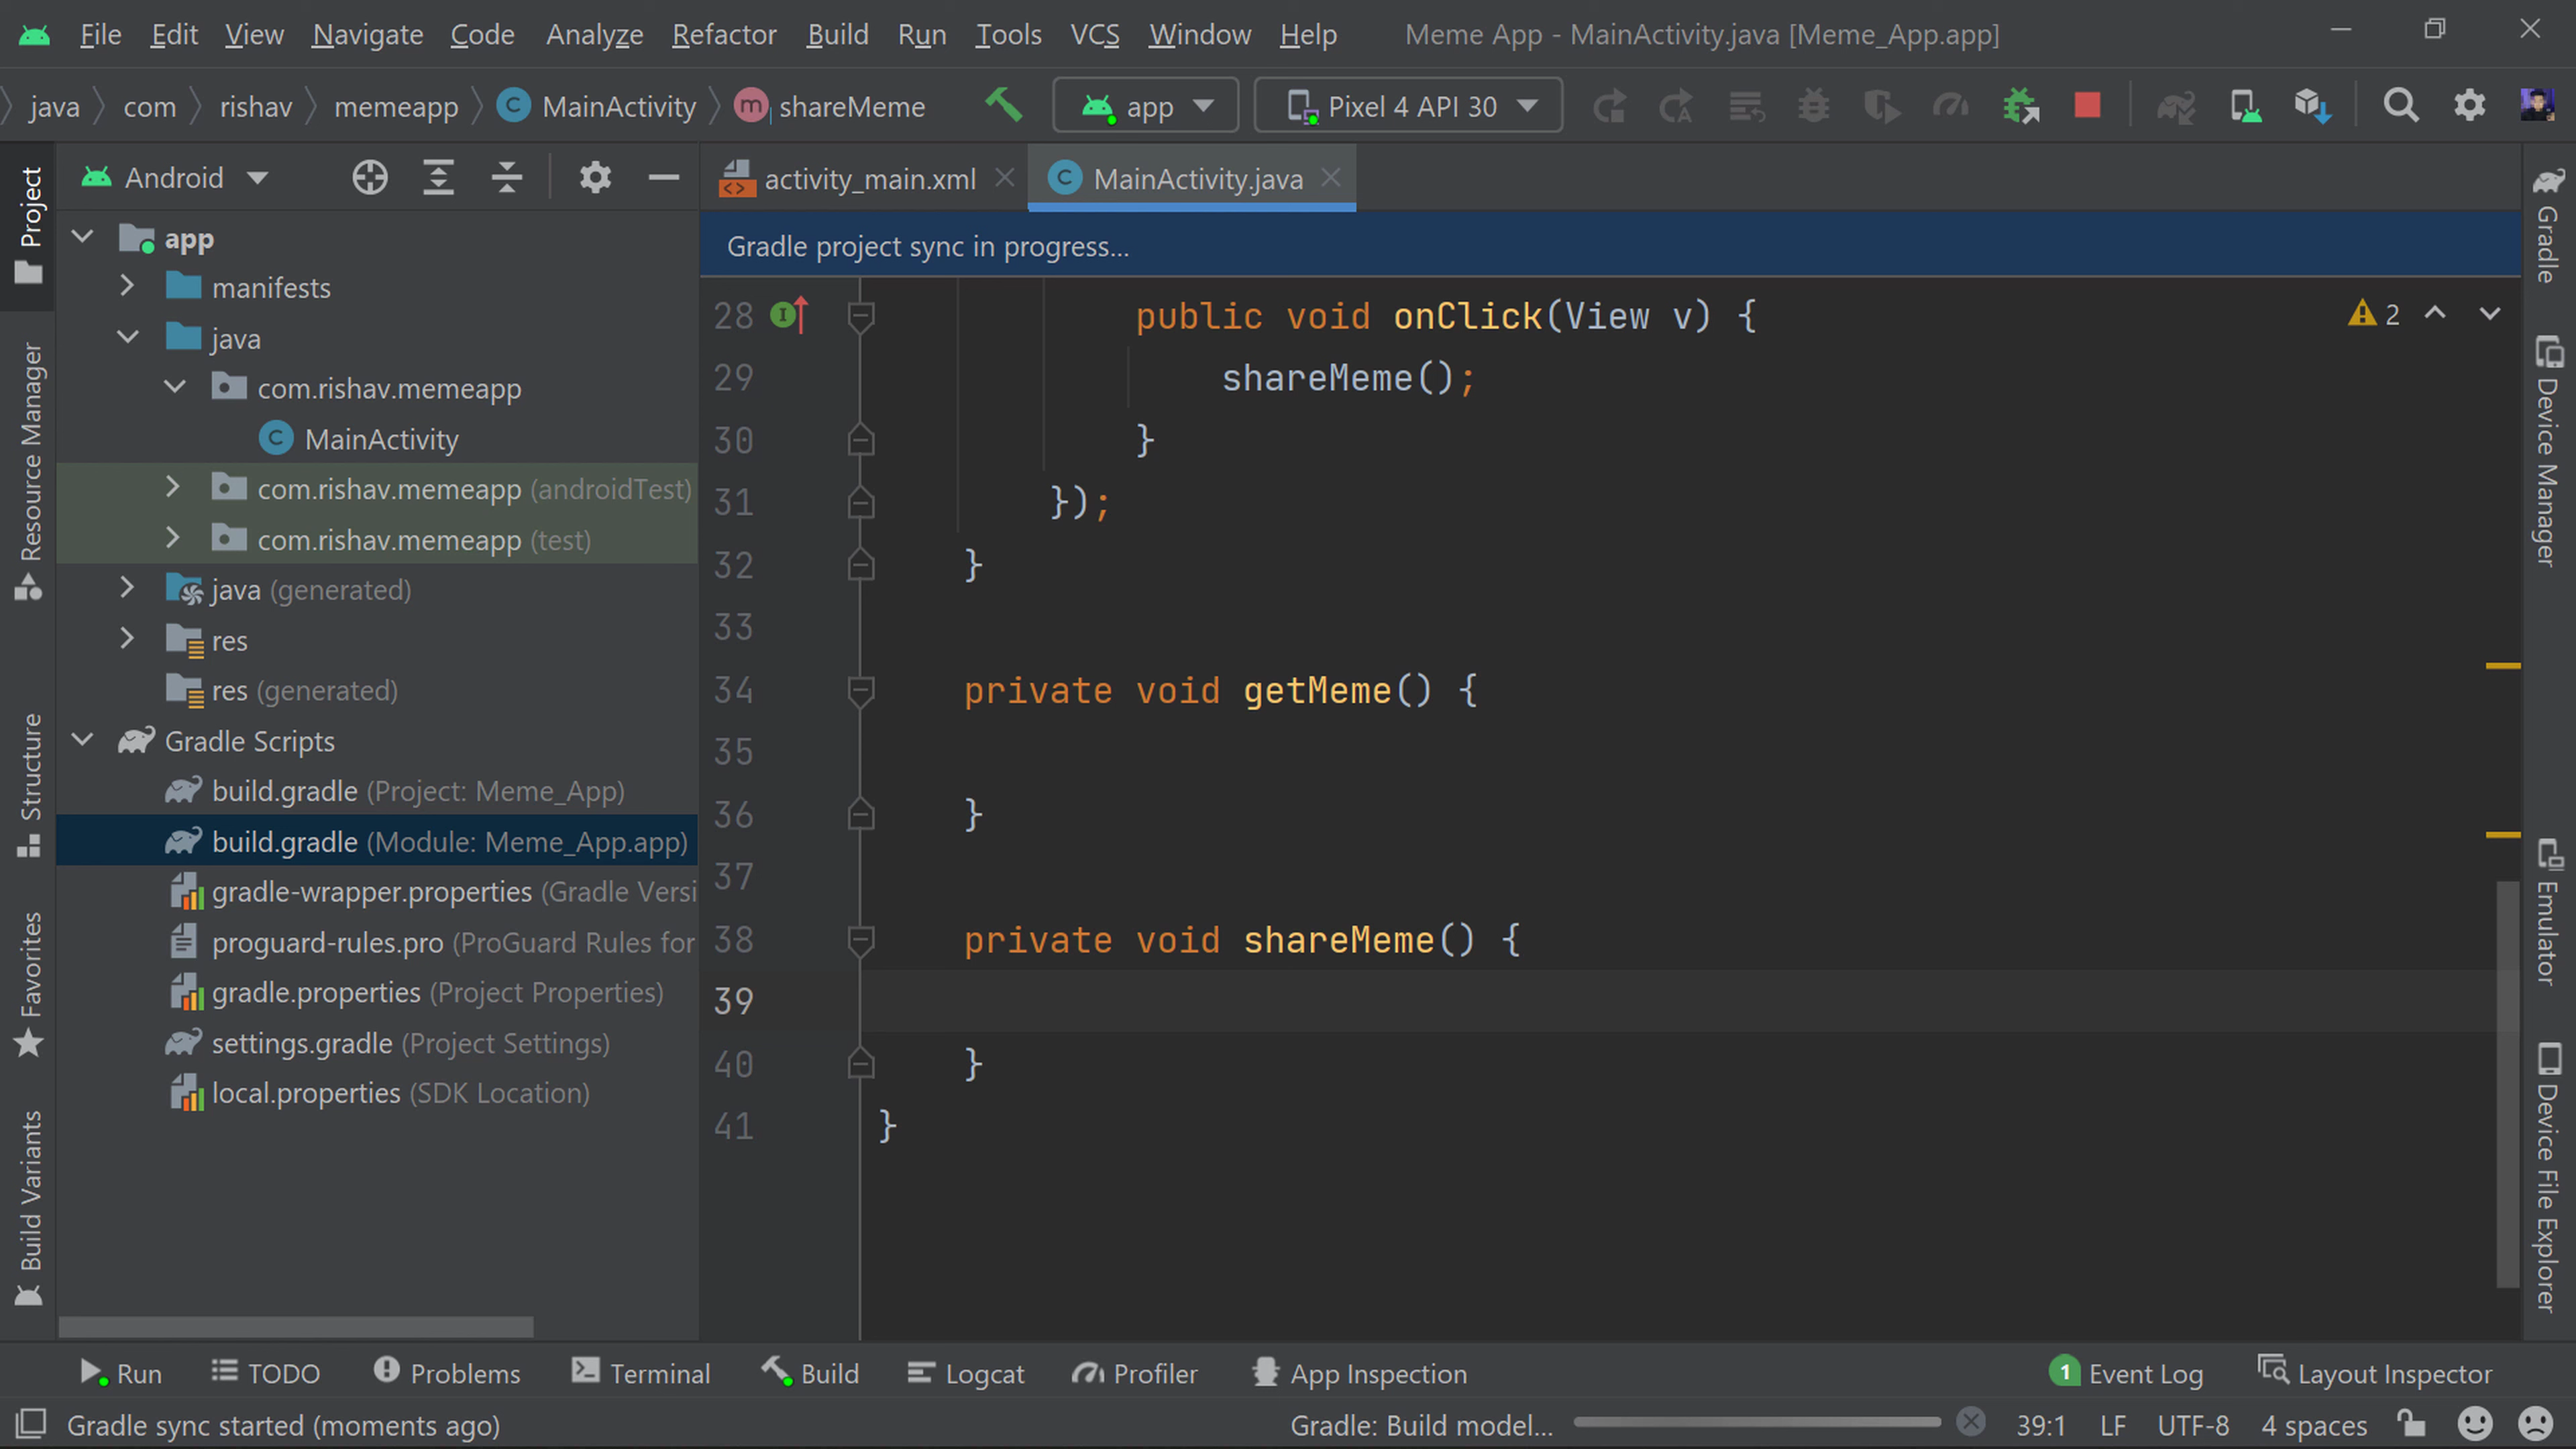 File Edit View Navigate Code Analyze Refactor Build Run Tools VCS Window Help Meme App - MainActivity.java [Meme_App.app]
java com rishav memeapp C MainActivity m shareMeme app Pixel 4 API 30
Project
Android
activity_main.xml
C MainActivity.java
Gradle project sync in progress...
app
manifests
java
com.rishav.memeapp
C MainActivity
com.rishav.memeapp (androidTest)
com.rishav.memeapp (test)
java (generated)
res
res (generated)
Gradle Scripts
build.gradle (Project: Meme_App)
build.gradle (Module: Meme_App.app)
gradle-wrapper.properties (Gradle Versi
proguard-rules.pro (ProGuard Rules for
gradle.properties (Project Properties)
settings.gradle (Project Settings)
local.properties (SDK Location)
Resource Manager
Structure
Favorites
Build Variants
28 public void onClick(View v) {
29 shareMeme();
30 }
31 });
32 }
33
34 private void getMeme() {
35
36 }
37
38 private void shareMeme() {
39
40 }
41 }
2
Gradle
Device Manager
Emulator
Device File Explorer
Run TODO Problems Terminal Build Logcat Profiler App Inspection 1 Event Log Layout Inspector
Gradle sync started (moments ago) Gradle: Build model... 39:1 LF UTF-8 4 spaces